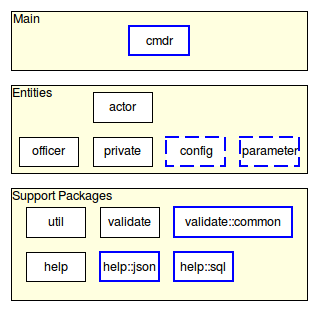 Main
cmdr
Entities
actor
officer private config parameter
Support Packages
util validate validate::common
help help::json help::sql